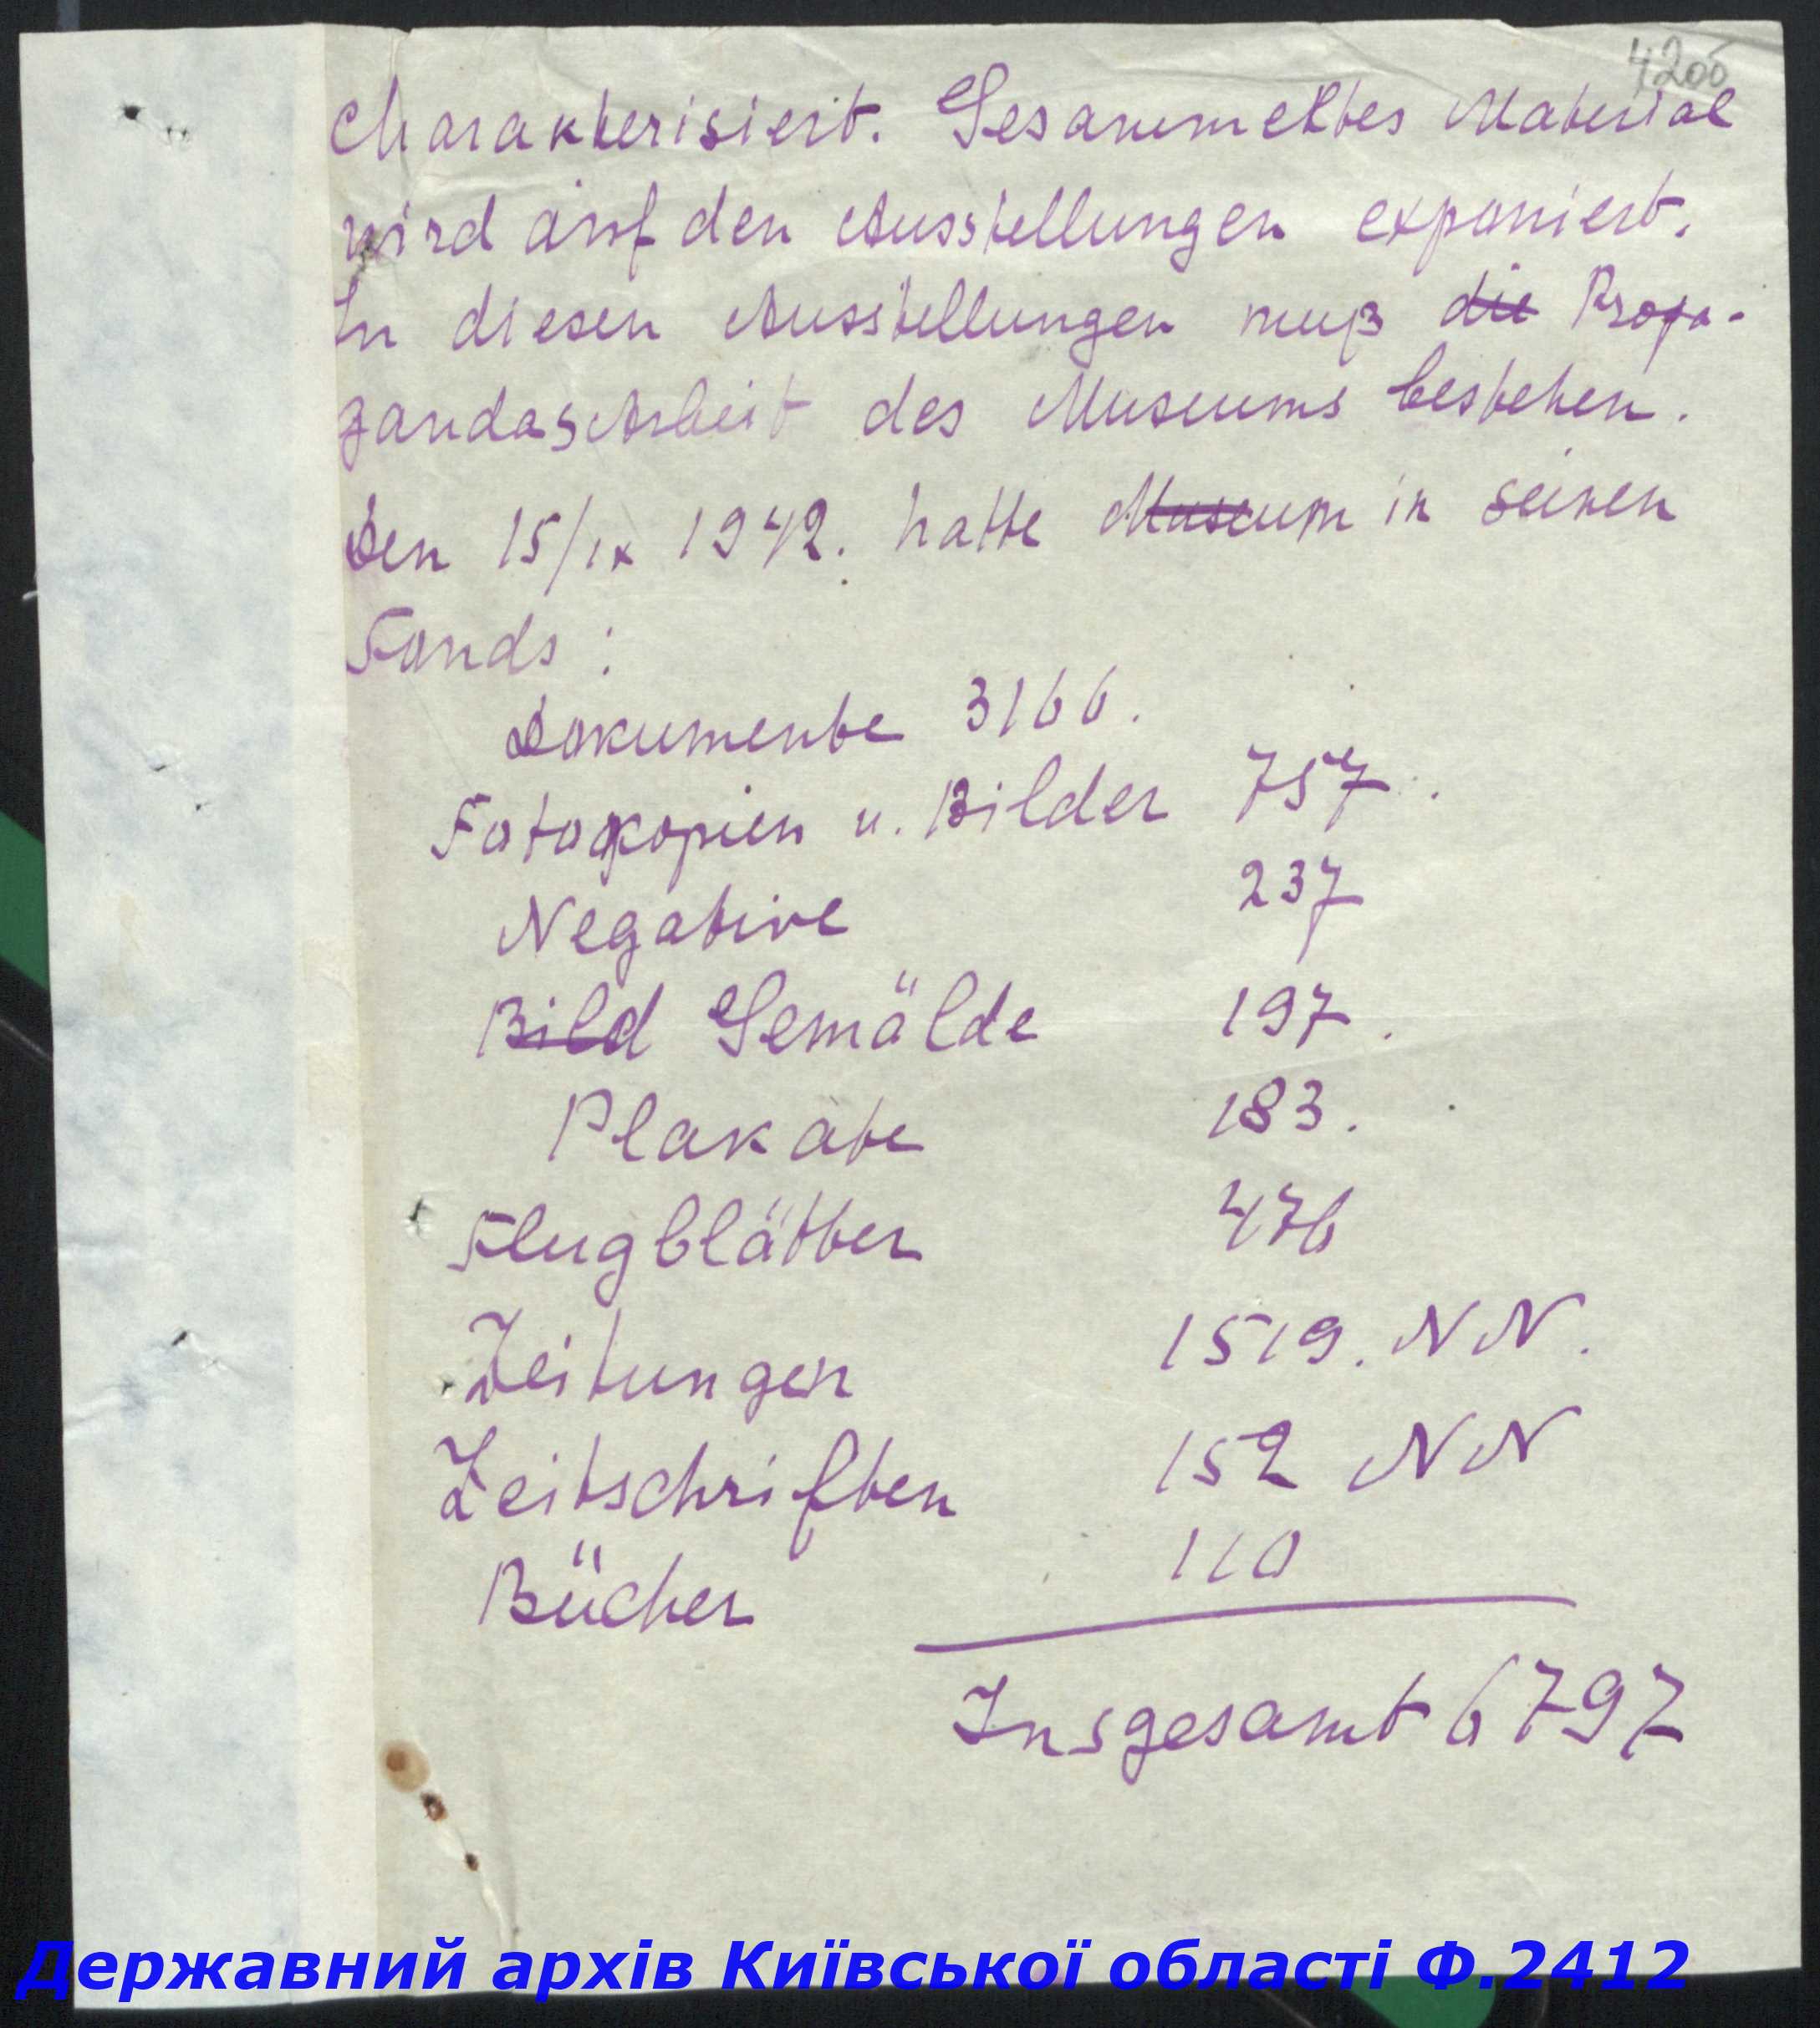 42об
charakterisiert. Gesammeltes Material
wird auf den Ausstellungen exponiert.
In diesen Ausstellungen muß die Propa-
gandasArbeit des Museums bestehen.
Den 15/IX 1942. hatte Museum in seinen
Fonds:
Dokumente 3166.
Fotokopien u. Bilder 757.
Negative 237
Bild Gemälde 197.
Plakate 183.
Flugblätter 476
Zeitungen 1519. NN.
Zeitschriften 152 NN
Bücher 110
Insgesamt 6797
Державний архів Київської області Ф.2412